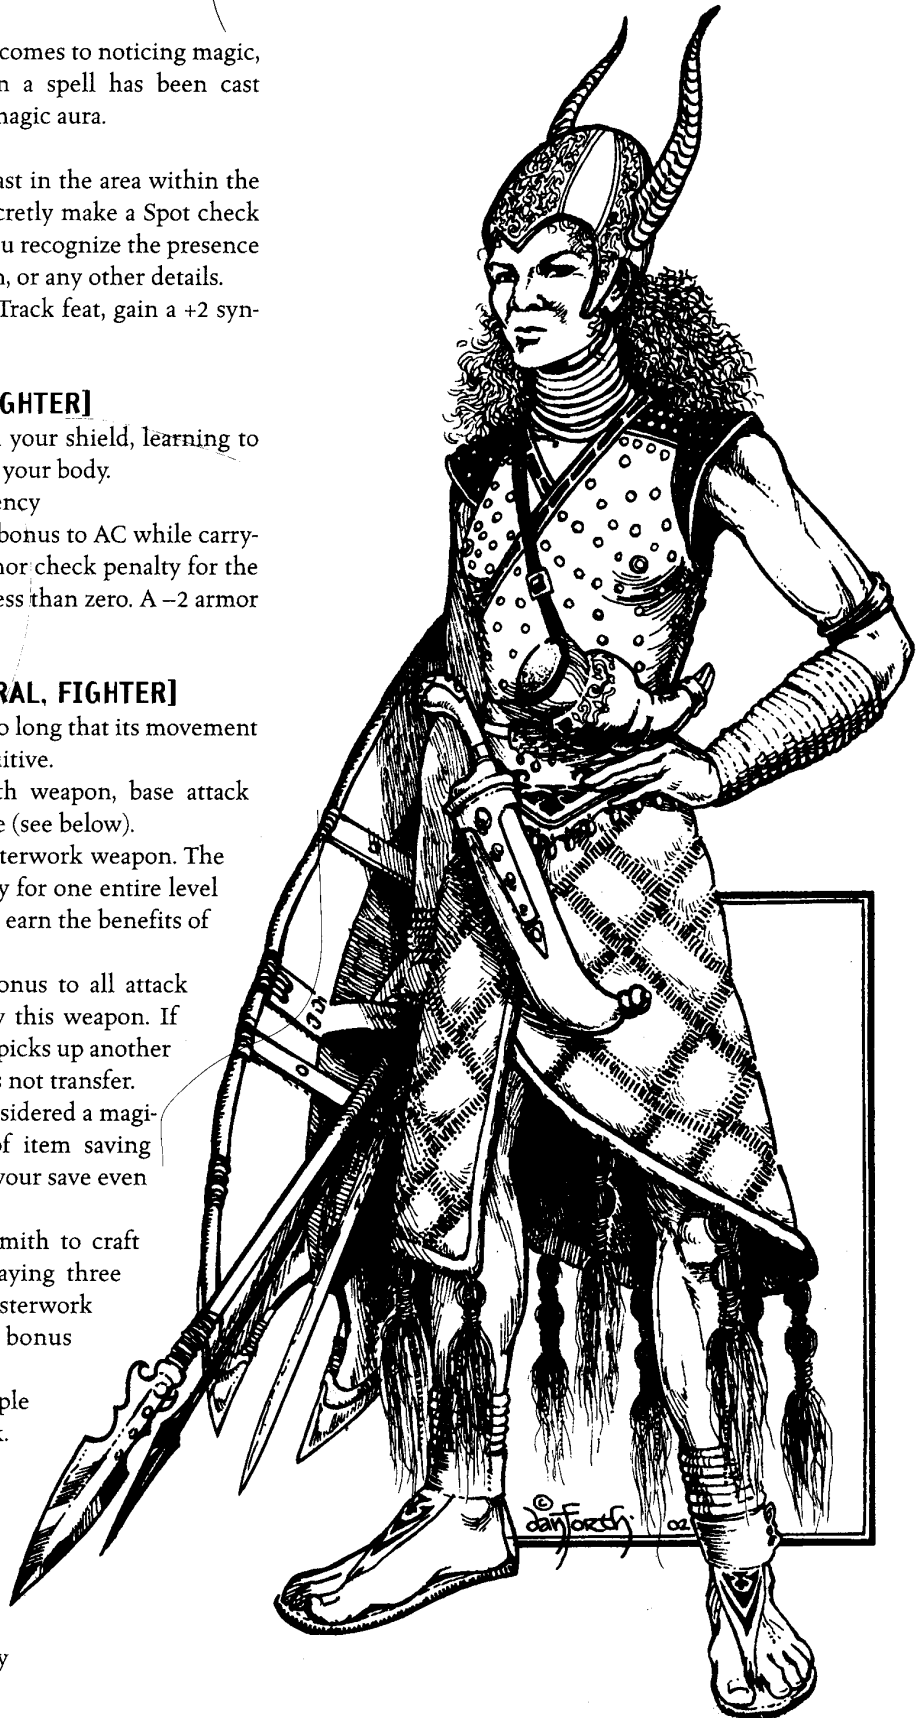 comes to noticing magic,
a spell has been cast
magic aura.
ast in the area within the
cretly make a Spot check
u recognize the presence
n, or any other details.
Track feat, gain a +2 syn-
GHTER]
your shield, learning to
your body.
ency
bonus to AC while carry-
mor check penalty for the
ess than zero. A –2 armor
RAL, FIGHTER]
o long that its movement
uitive.
th weapon, base attack
e (see below).
terwork weapon. The
y for one entire level
earn the benefits of
onus to all attack
y this weapon. If
picks up another
s not transfer.
sidered a magi-
of item saving
your save even
mith to craft
aying three
sterwork
bonus
ple
k.
y
© danforth. 02